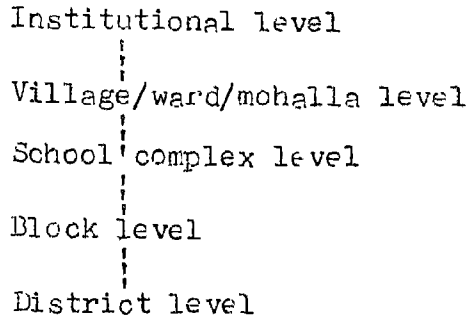 Institutional level
Village/ward/mohalla level
School complex level
Block level
District level